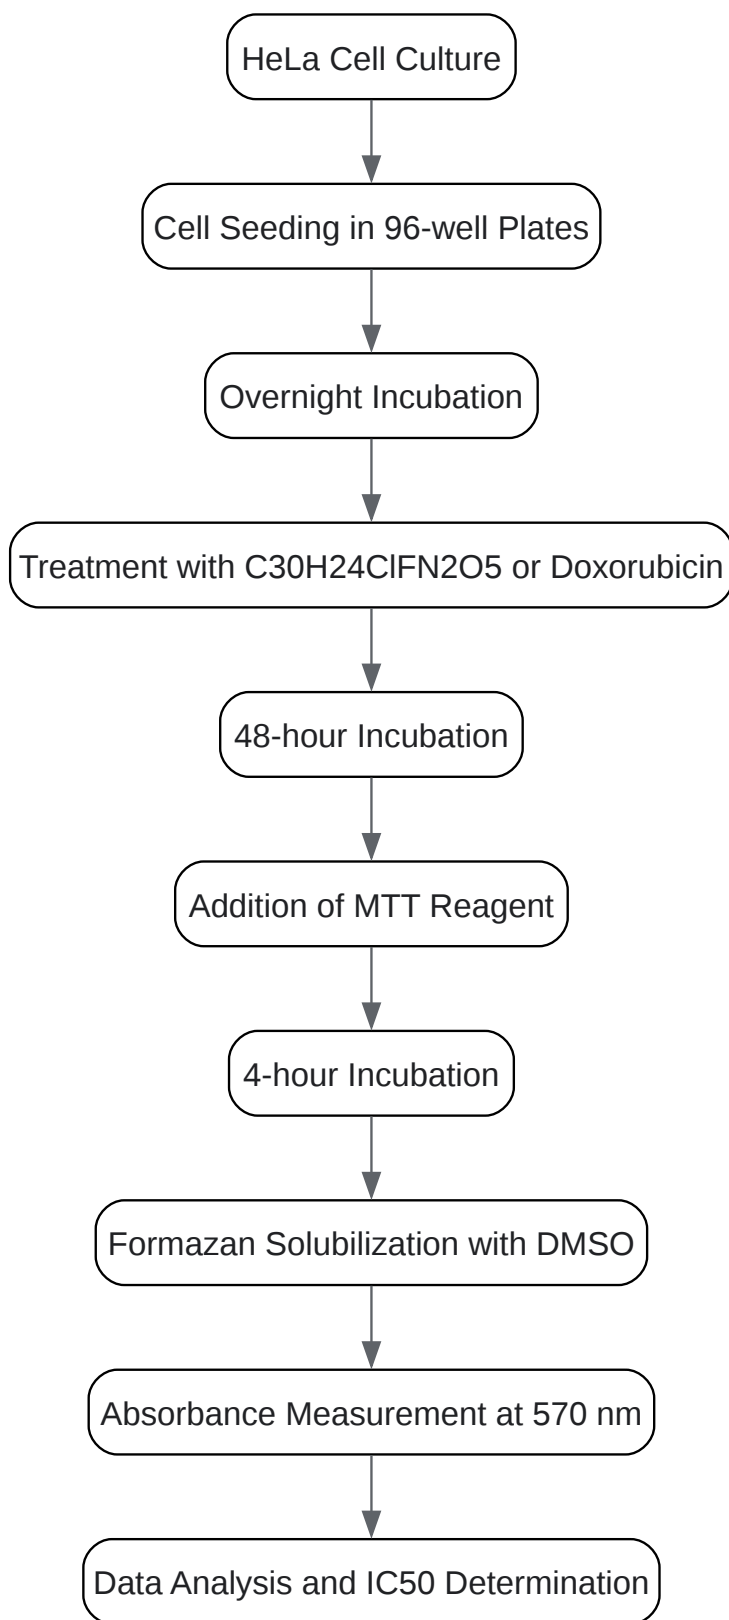 HeLa Cell Culture
Cell Seeding in 96-well Plates
Overnight Incubation
Treatment with C30H24ClFN2O5 or Doxorubicin
48-hour Incubation
Addition of MTT Reagent
4-hour Incubation
Formazan Solubilization with DMSO
Absorbance Measurement at 570 nm
Data Analysis and IC50 Determination